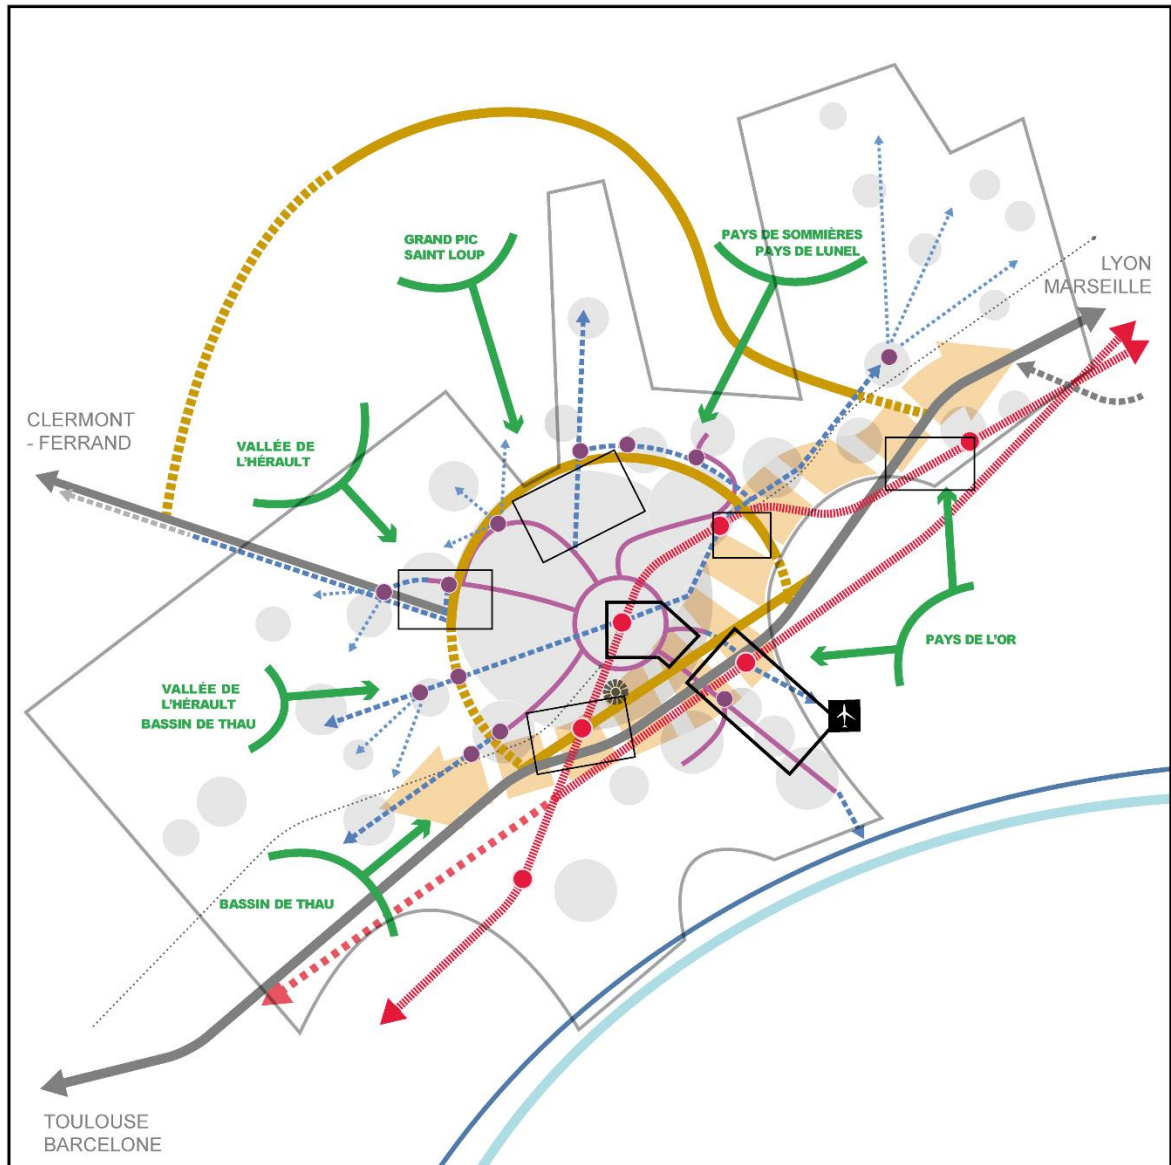 GRAND PIC
SAINT LOUP
PAYS DE SOMMIÈRES
PAYS DE LUNEL
LYON
MARSEILLE
CLERMONT
- FERRAND
VALLÉE DE
L'HÉRAULT
PAYS DE L'OR
VALLÉE DE
L'HÉRAULT
BASSIN DE THAU
BASSIN DE THAU
TOULOUSE
BARCELONE